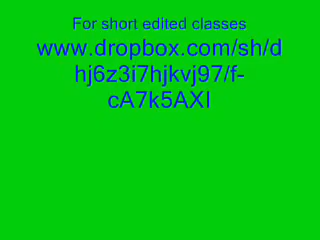 For short edited classes
www.dropbox.com/sh/d
hj6z3i7hjkvj97/f-
cA7k5AXI